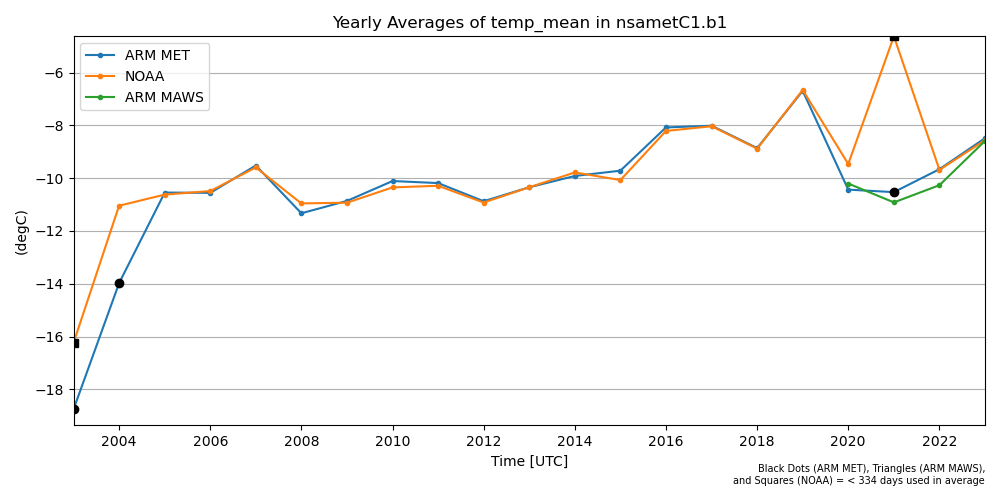 Yearly Averages of temp_mean in nsametC1.b1
ARM MET
NOAA
ARM MAWS
−6
−8
−10
−12
−14
−16
−18
(degC)
2004 2006 2008 2010 2012 2014 2016 2018 2020 2022
Time [UTC]
Black Dots (ARM MET), Triangles (ARM MAWS),
and Squares (NOAA) = < 334 days used in average